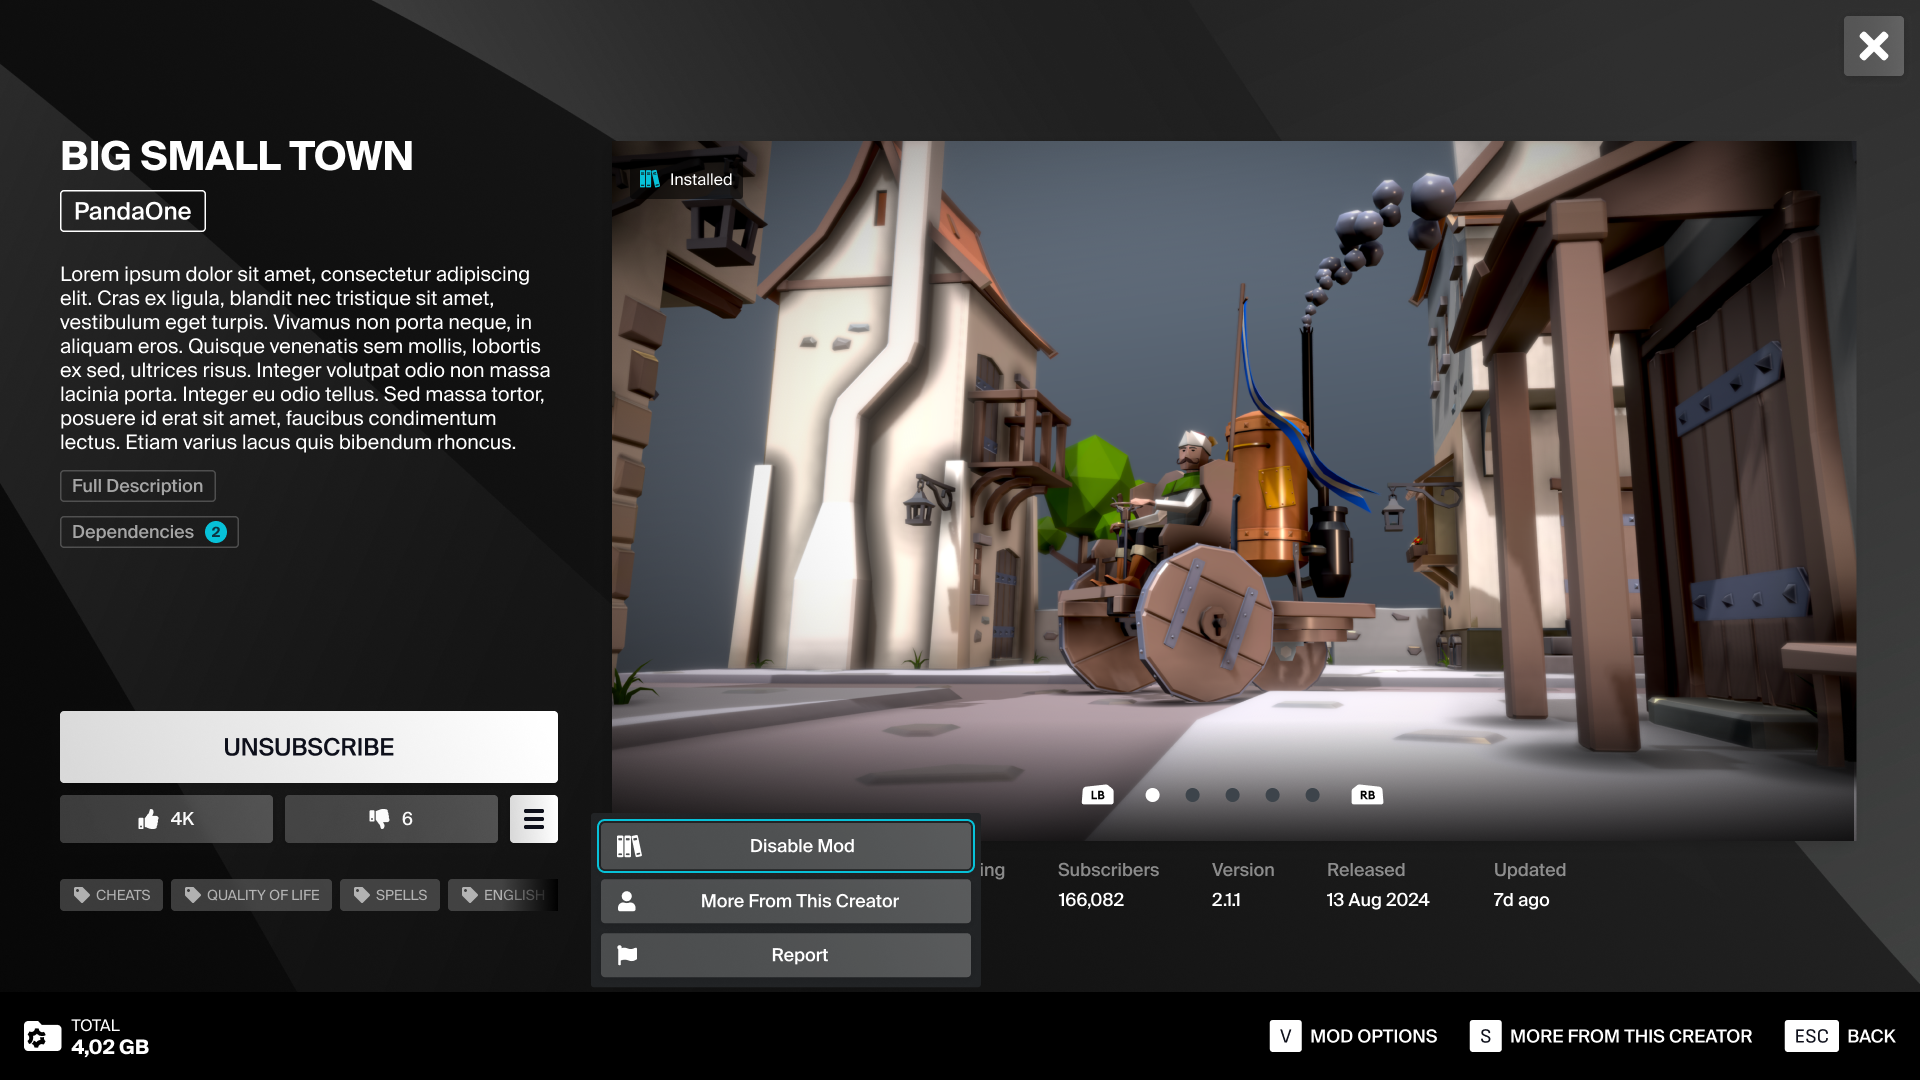 BIG SMALL TOWN
PandaOne
Lorem ipsum dolor sit amet, consectetur adipiscing
elit. Cras ex ligula, blandit nec tristique sit amet,
vestibulum eget turpis. Vivamus non porta neque, in
aliquam eros. Quisque venenatis sem mollis, lobortis
ex sed, ultrices risus. Integer volutpat odio non massa
lacinia porta. Integer eu odio tellus. Sed massa tortor,
posuere id erat sit amet, faucibus condimentum
lectus. Etiam varius lacus quis bibendum rhoncus.
Full Description
Dependencies 2
UNSUBSCRIBE
4K
6
CHEATS
QUALITY OF LIFE
SPELLS
ENGLISH
Installed
LB
RB
Disable Mod
More From This Creator
Report
ing
Subscribers
166,082
Version
2.1.1
Released
13 Aug 2024
Updated
7d ago
TOTAL
4,02 GB
V MOD OPTIONS
S MORE FROM THIS CREATOR
ESC BACK